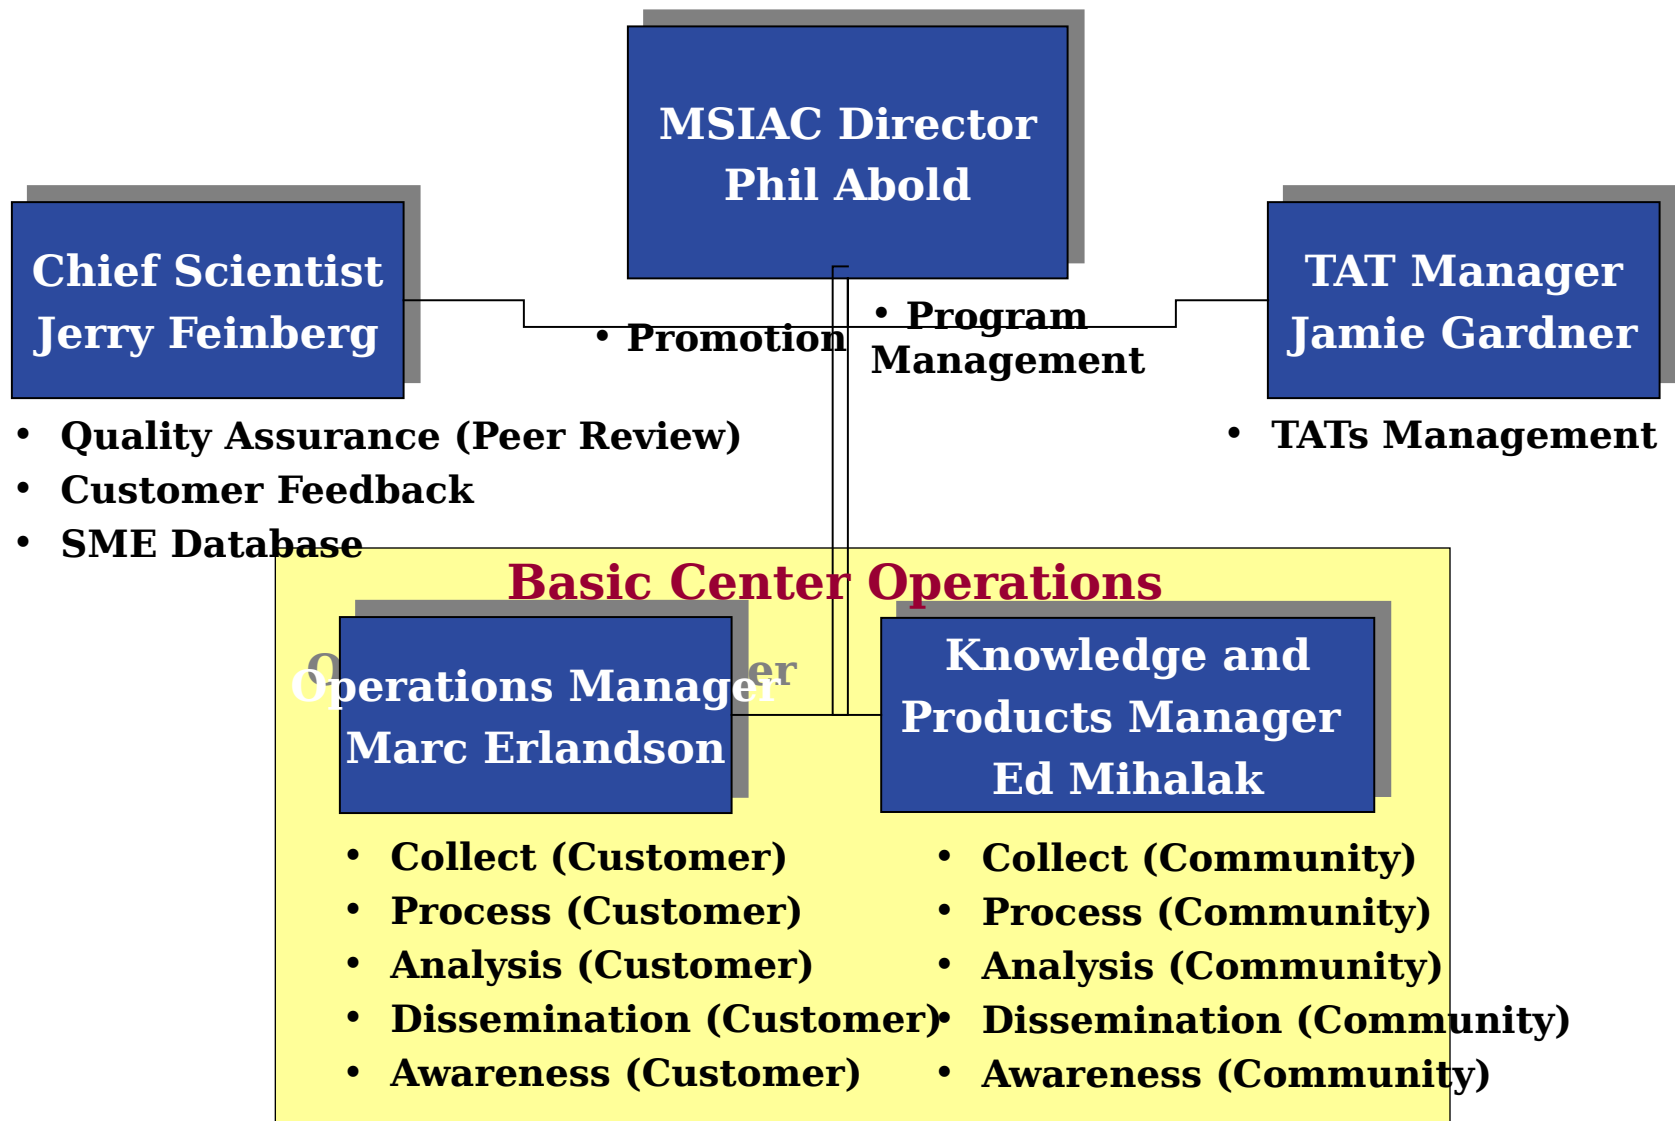 MSIAC Director
Phil Abold
Chief Scientist
Jerry Feinberg
TAT Manager
Jamie Gardner
• Promotion
• Program
Management
• Quality Assurance (Peer Review)
• Customer Feedback
• SME Database
• TATs Management
Basic Center Operations
Operations Manager
Marc Erlandson
Knowledge and
Products Manager
Ed Mihalak
• Collect (Customer)
• Process (Customer)
• Analysis (Customer)
• Dissemination (Customer)
• Awareness (Customer)
• Collect (Community)
• Process (Community)
• Analysis (Community)
• Dissemination (Community)
• Awareness (Community)